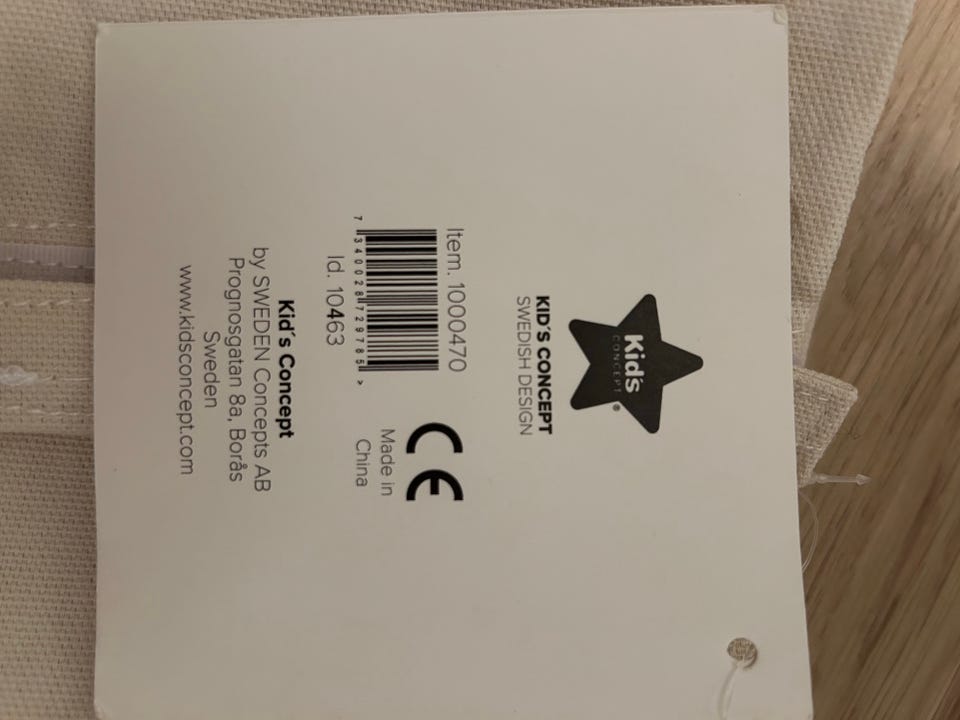 Kid's
CONCEPT
®
KID'S CONCEPT
SWEDISH DESIGN
Item. 1000470
7 340028 729785 >
Id. 10463
CE
Made in
China
Kid´s Concept
by SWEDEN Concepts AB
Prognosgatan 8a, Borås
Sweden
www.kidsconcept.com